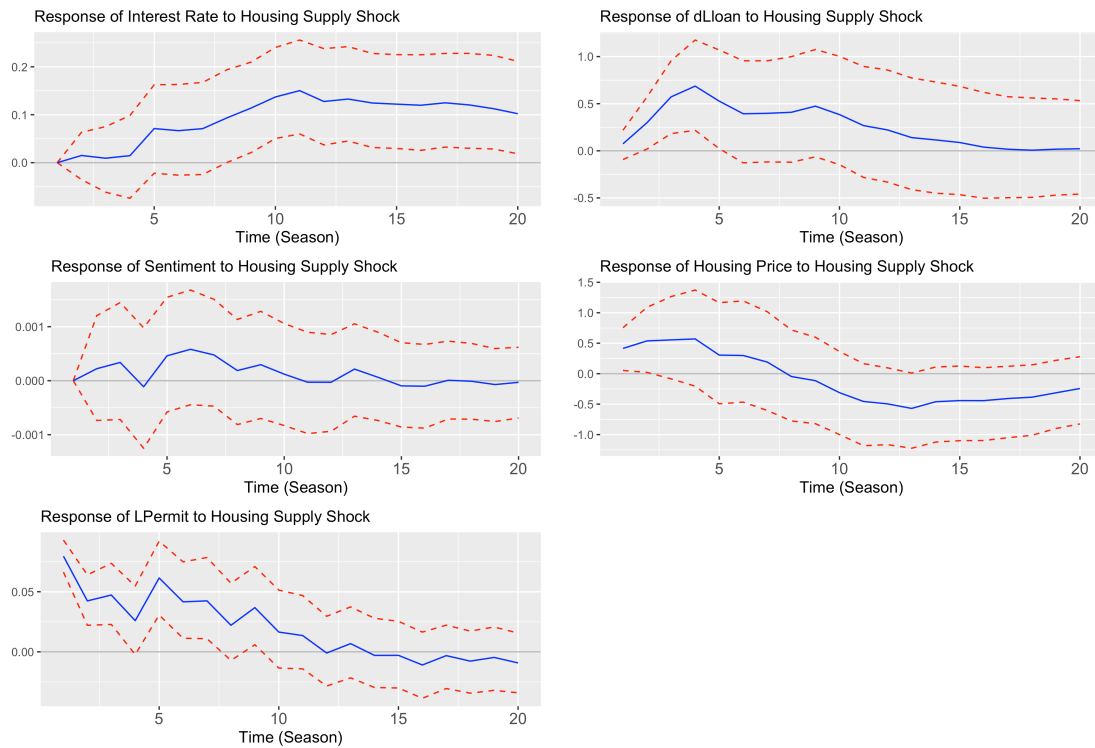 Response of Interest Rate to Housing Supply Shock
0.2
0.1
0.0
5 10 15 20
Time (Season)
Response of dLloan to Housing Supply Shock
1.0
0.5
0.0
-0.5
5 10 15 20
Time (Season)
Response of Sentiment to Housing Supply Shock
0.001
0.000
-0.001
5 10 15 20
Time (Season)
Response of Housing Price to Housing Supply Shock
1.5
1.0
0.5
0.0
-0.5
-1.0
5 10 15 20
Time (Season)
Response of LPermit to Housing Supply Shock
0.05
0.00
5 10 15 20
Time (Season)